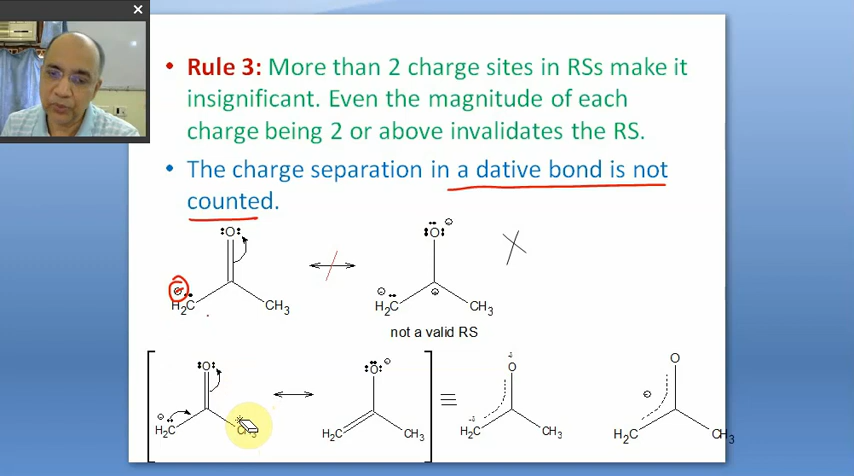 • Rule 3: More than 2 charge sites in RSs make it
insignificant. Even the magnitude of each
charge being 2 or above invalidates the RS.
• The charge separation in a dative bond is not
counted.
:O: :O:
H₂C CH₃ H₂C CH₃
not a valid RS
:O: :O: O O
H₂C H₂C CH₃ H₂C CH₃ H₂C CH₃